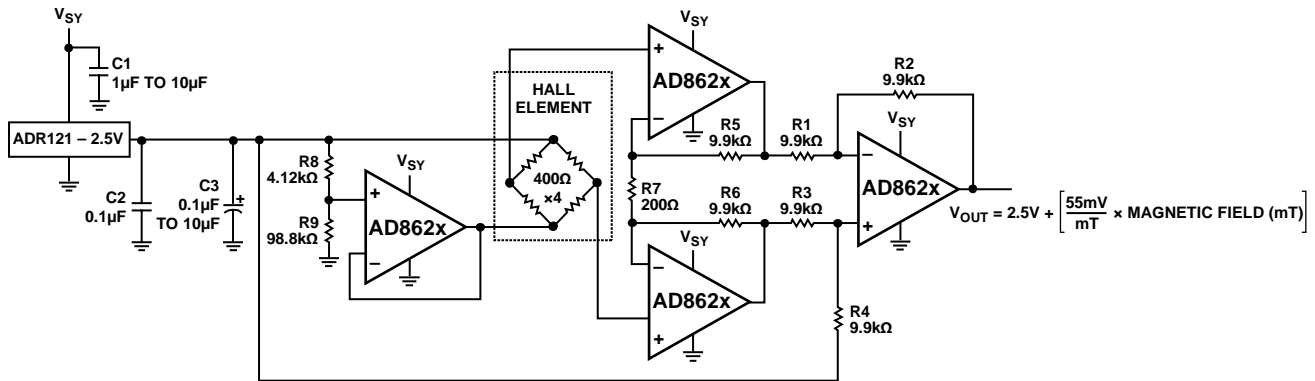 VSY
C1
1µF TO 10µF
ADR121 – 2.5V
C2
0.1µF
C3
0.1µF
TO 10µF
+
R8
4.12kΩ
R9
98.8kΩ
VSY
+
AD862x
–
HALL
ELEMENT
400Ω
×4
VSY
+
AD862x
–
R5
9.9kΩ
R1
9.9kΩ
R2
9.9kΩ
R7
200Ω
R6
9.9kΩ
R3
9.9kΩ
VSY
–
AD862x
+
VSY
–
AD862x
+
R4
9.9kΩ
VOUT = 2.5V + [55mV/mT × MAGNETIC FIELD (mT)]